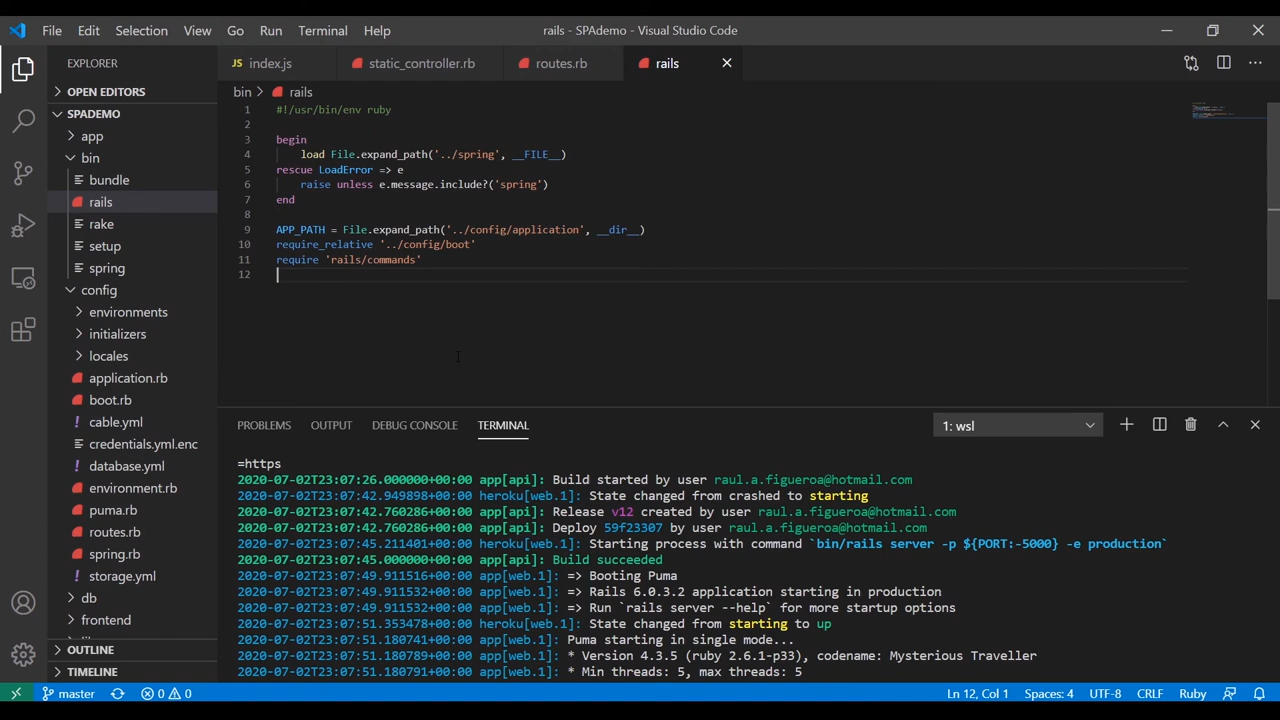 File Edit Selection View Go Run Terminal Help
rails - SPAdemo - Visual Studio Code
EXPLORER
OPEN EDITORS
SPADEMO
app
bin
bundle
rails
rake
setup
spring
config
environments
initializers
locales
application.rb
boot.rb
cable.yml
credentials.yml.enc
database.yml
environment.rb
puma.rb
routes.rb
spring.rb
storage.yml
db
frontend
OUTLINE
TIMELINE
JS index.js static_controller.rb routes.rb rails
bin > rails
1 #!/usr/bin/env ruby
2
3 begin
4 load File.expand_path('../spring', __FILE__)
5 rescue LoadError => e
6 raise unless e.message.include?('spring')
7 end
8
9 APP_PATH = File.expand_path('../config/application', __dir__)
10 require_relative '../config/boot'
11 require 'rails/commands'
12
PROBLEMS OUTPUT DEBUG CONSOLE TERMINAL 1: wsl
=https
2020-07-02T23:07:26.000000+00:00 app[api]: Build started by user raul.a.figueroa@hotmail.com
2020-07-02T23:07:42.949898+00:00 heroku[web.1]: State changed from crashed to starting
2020-07-02T23:07:42.760286+00:00 app[api]: Release v12 created by user raul.a.figueroa@hotmail.com
2020-07-02T23:07:42.760286+00:00 app[api]: Deploy 59f23307 by user raul.a.figueroa@hotmail.com
2020-07-02T23:07:45.211401+00:00 heroku[web.1]: Starting process with command `bin/rails server -p ${PORT:-5000} -e production`
2020-07-02T23:07:45.000000+00:00 app[api]: Build succeeded
2020-07-02T23:07:49.911516+00:00 app[web.1]: => Booting Puma
2020-07-02T23:07:49.911532+00:00 app[web.1]: => Rails 6.0.3.2 application starting in production
2020-07-02T23:07:49.911532+00:00 app[web.1]: => Run `rails server --help` for more startup options
2020-07-02T23:07:51.353478+00:00 heroku[web.1]: State changed from starting to up
2020-07-02T23:07:51.180741+00:00 app[web.1]: Puma starting in single mode...
2020-07-02T23:07:51.180789+00:00 app[web.1]: * Version 4.3.5 (ruby 2.6.1-p33), codename: Mysterious Traveller
2020-07-02T23:07:51.180791+00:00 app[web.1]: * Min threads: 5, max threads: 5
master 0 0 Ln 12, Col 1 Spaces: 4 UTF-8 CRLF Ruby